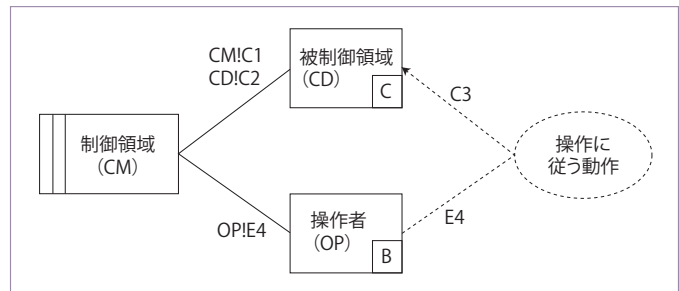 CM!C1
CD!C2
被制御領域
（CD）
C
C3
制御領域
（CM）
操作に
従う動作
OP!E4
操作者
（OP）
B
E4